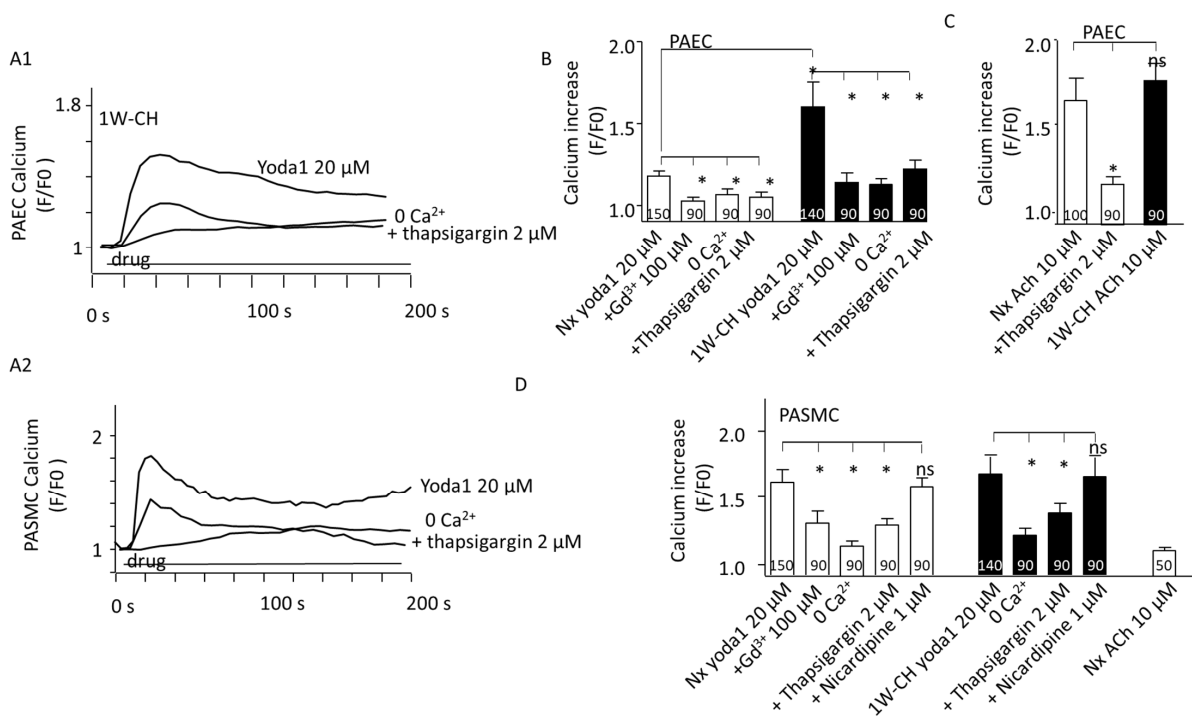 A1
1W-CH
1.8
1
PAEC Calcium
(F/F0 )
Yoda1 20 µM
0 Ca²⁺
+ thapsigargin 2 µM
drug
0 s
100 s
200 s
A2
2
1
PASMC Calcium
(F/F0)
Yoda1 20 µM
0 Ca²⁺
+ thapsigargin 2 µM
drug
0 s
100 s
200 s
B
PAEC
2.0
1.5
1.0
Calcium increase
(F/F0)
* * * * * * *
150 90 90 90 140 90 90 90
Nx yoda1 20 µM
+Gd³⁺ 100 µM
0 Ca²⁺
+Thapsigargin 2 µM
1W-CH yoda1 20 µM
+Gd³⁺ 100 µM
0 Ca²⁺
+ Thapsigargin 2 µM
C
PAEC
2.0
1.5
1.0
Calcium increase
(F/F0)
* ns
100 90 90
Nx Ach 10 µM
+Thapsigargin 2 µM
1W-CH ACh 10 µM
D
PASMC
2.0
1.5
1.0
Calcium increase
(F/F0)
* * * ns * * ns
150 90 90 90 90 140 90 90 90 50
Nx yoda1 20 µM
+Gd³⁺ 100 µM
0 Ca²⁺
+ Thapsigargin 2 µM
+ Nicardipine 1 µM
1W-CH yoda1 20 µM
0 Ca²⁺
+ Thapsigargin 2 µM
+ Nicardipine 1 µM
Nx ACh 10 µM